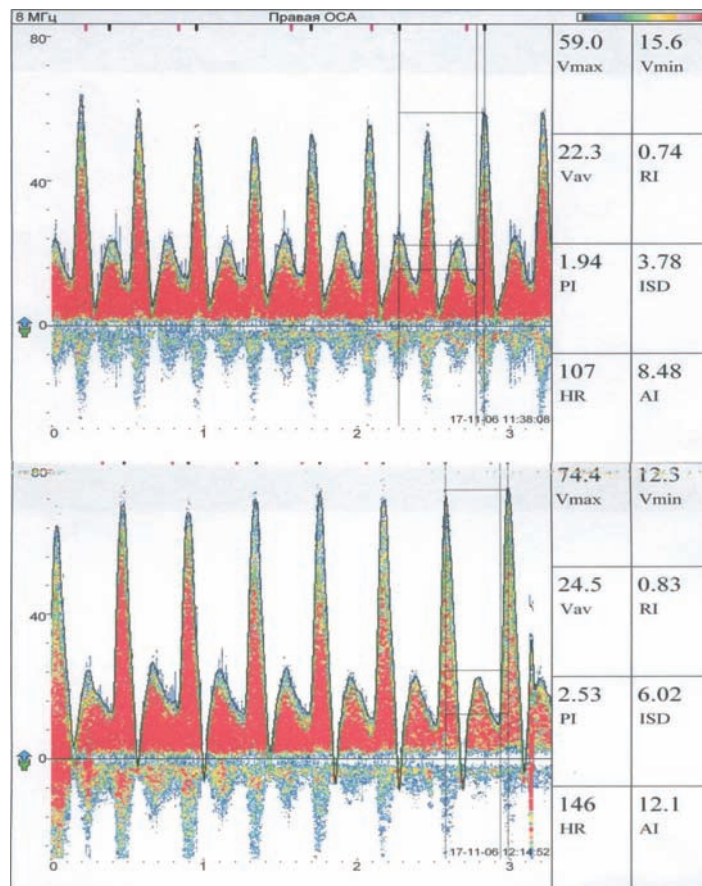 8 МГц Правая ОСА
80
40
0
17-11-06 11:38:08
0 1 2 3
59.0 15.6
Vmax Vmin
22.3 0.74
Vav RI
1.94 3.78
PI ISD
107 8.48
HR AI
80
40
0
17-11-06 12:14:52
0 1 2 3
74.4 12.3
Vmax Vmin
24.5 0.83
Vav RI
2.53 6.02
PI ISD
146 12.1
HR AI